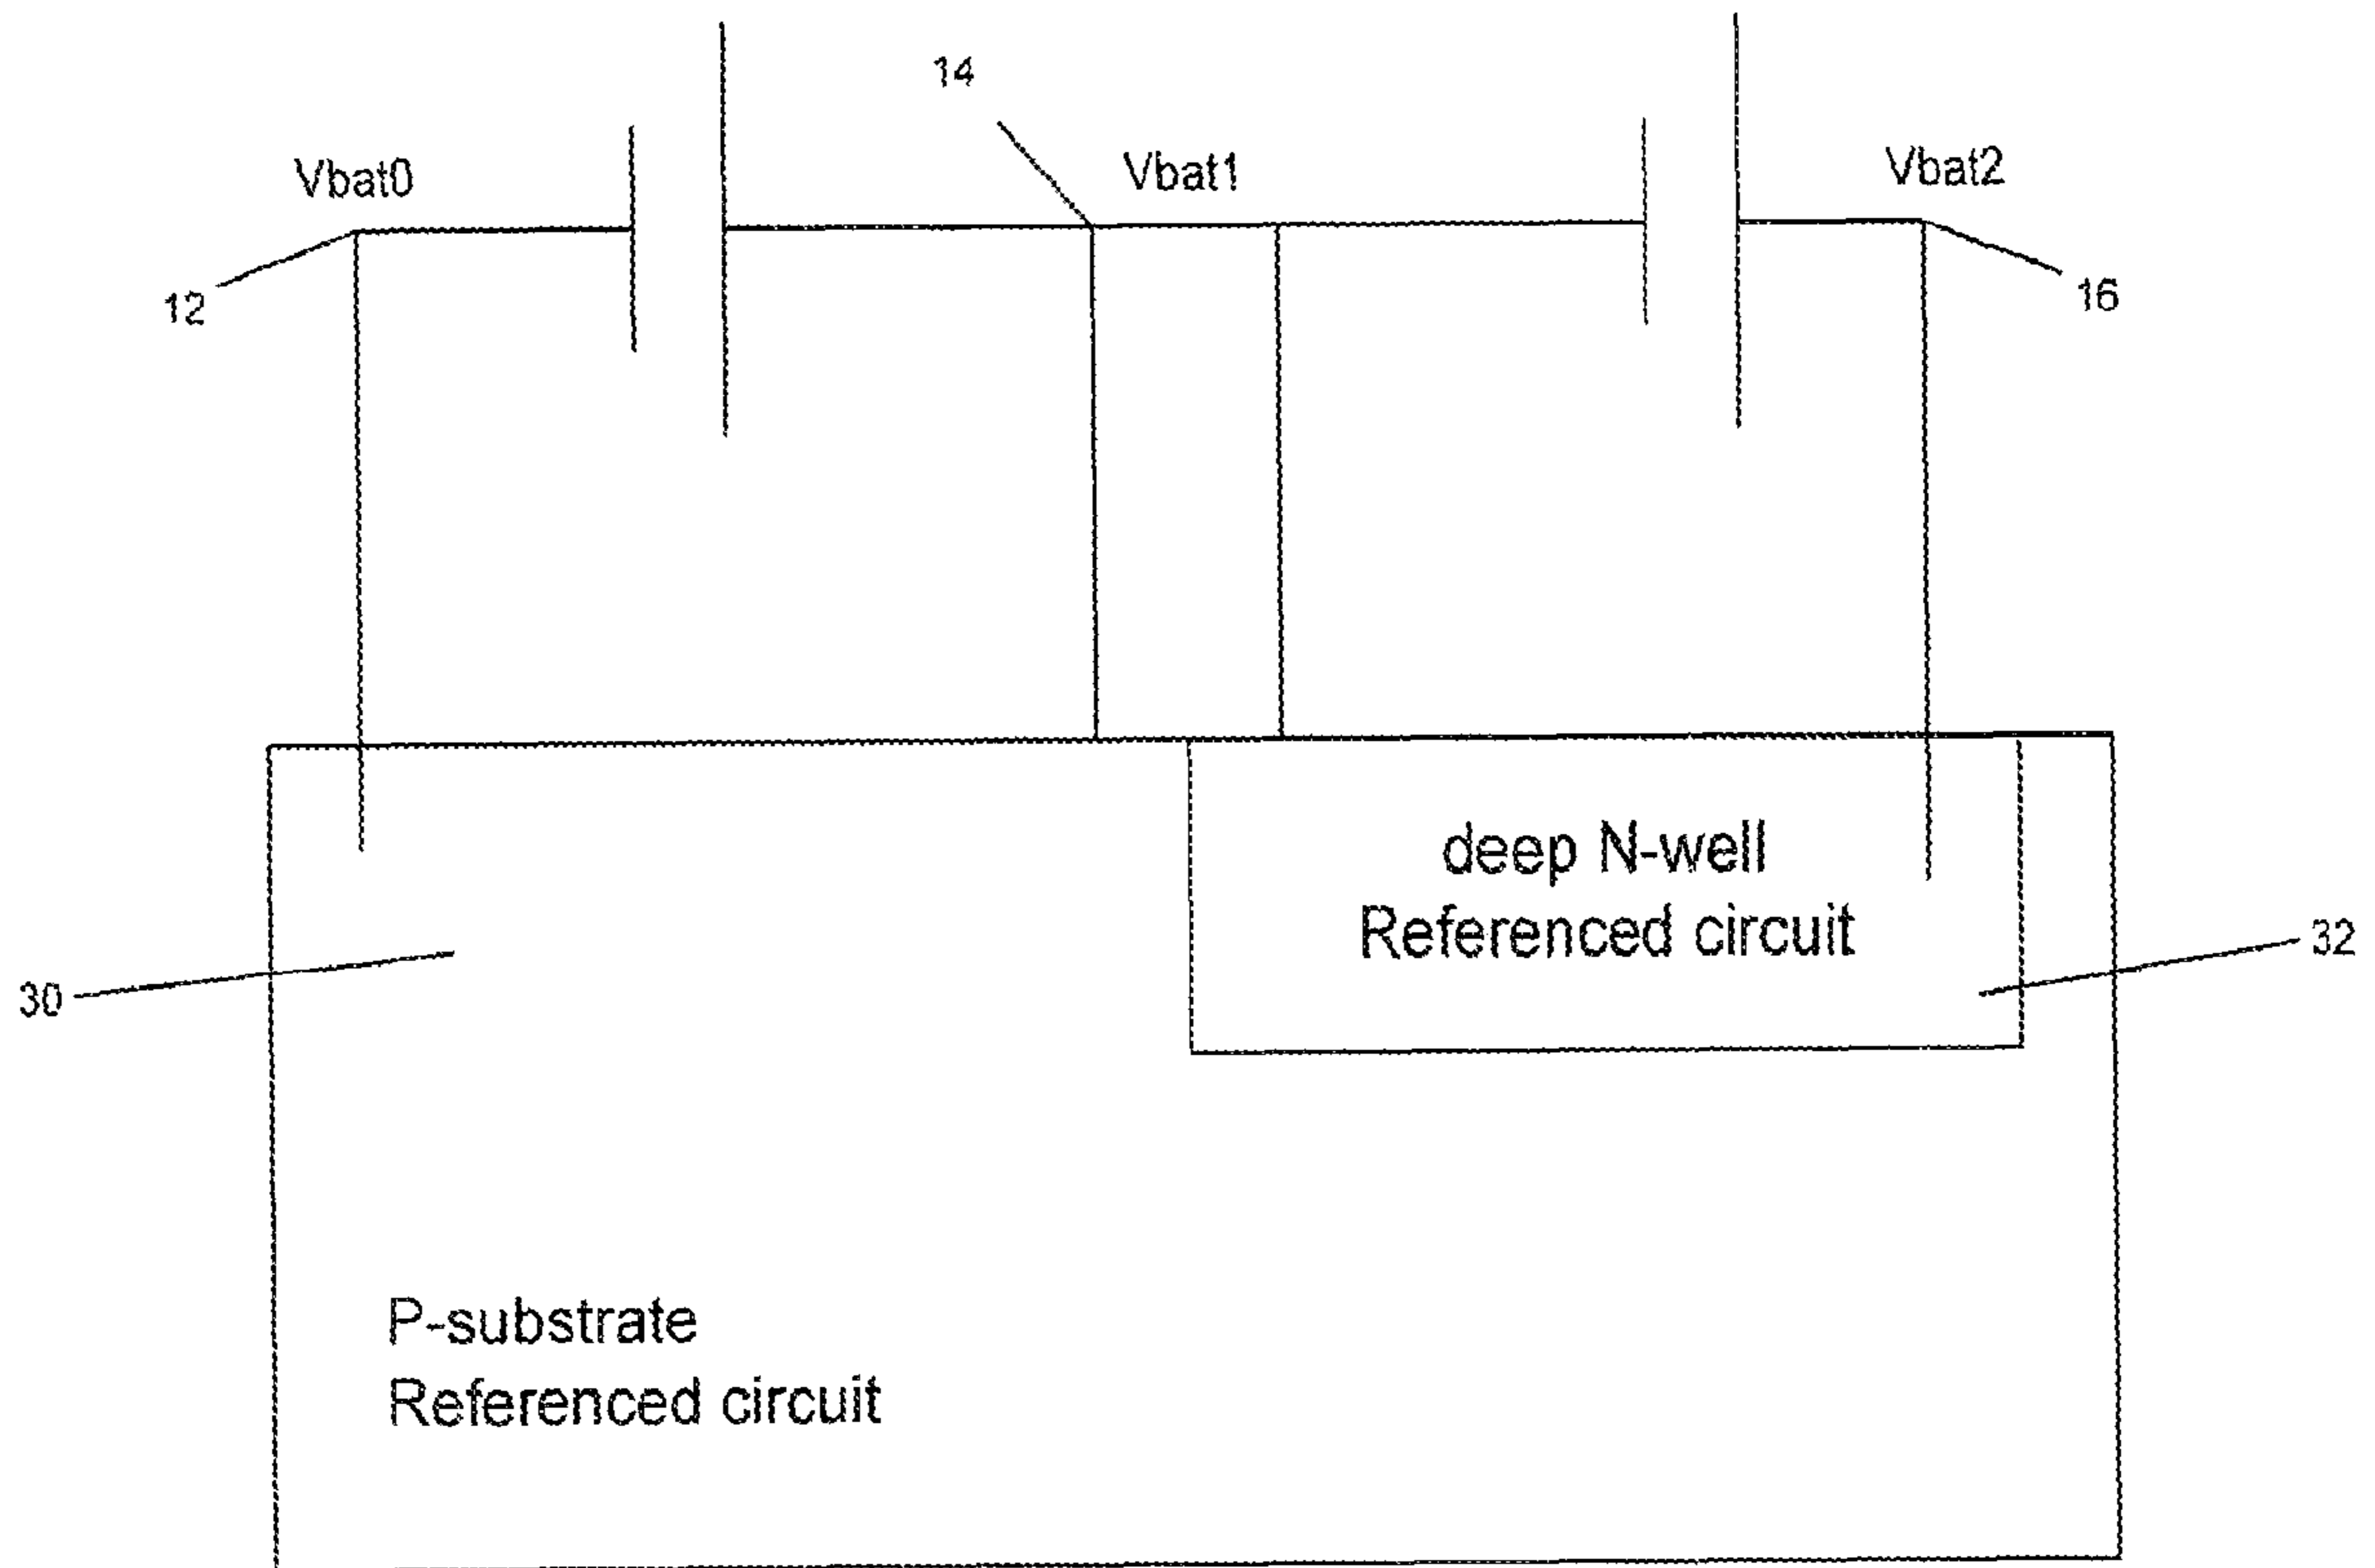 14
Vbat0
Vbat1
Vbat2
12
16
deep N-well
Referenced circuit
32
30
P-substrate
Referenced circuit